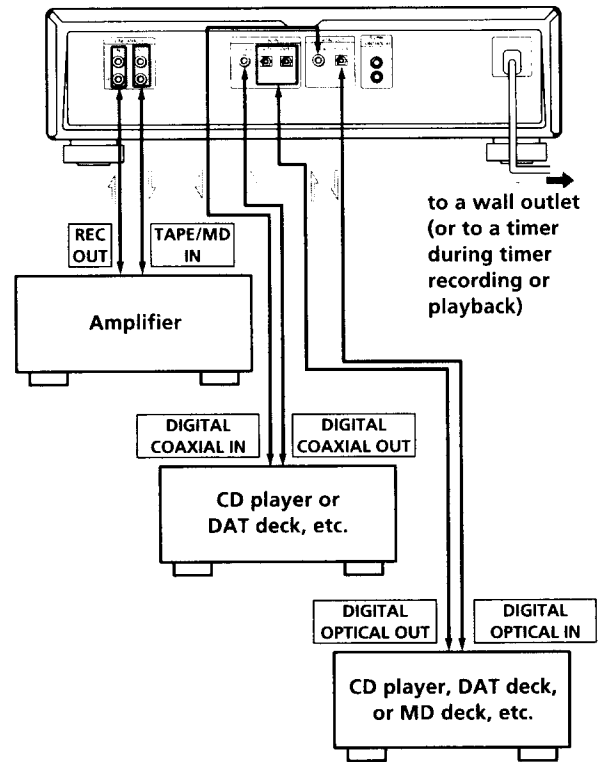 to a wall outlet
(or to a timer
during timer
recording or
playback)
REC
OUT
TAPE/MD
IN
Amplifier
DIGITAL
COAXIAL IN
DIGITAL
COAXIAL OUT
CD player or
DAT deck, etc.
DIGITAL
OPTICAL OUT
DIGITAL
OPTICAL IN
CD player, DAT deck,
or MD deck, etc.